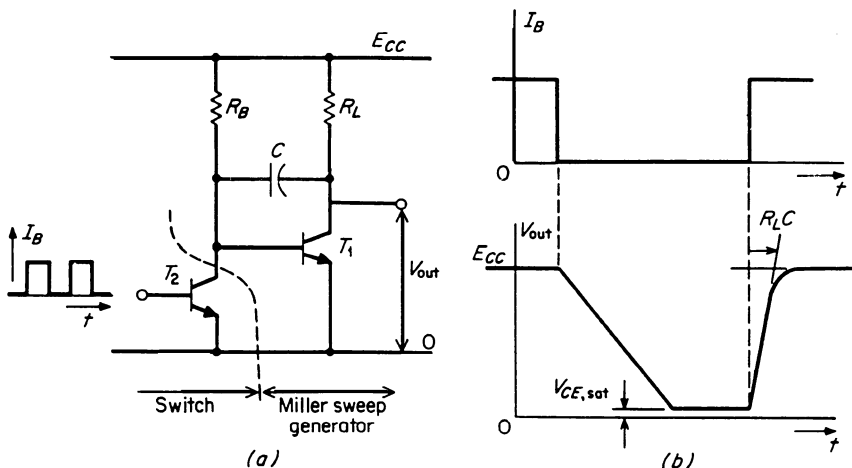 E_CC
R_B
R_L
C
I_B
t
T_2
T_1
V_out
0
Switch
Miller sweep
generator
(a)
I_B
0
t
V_out
R_L C
E_CC
V_CE,sat
0
t
(b)